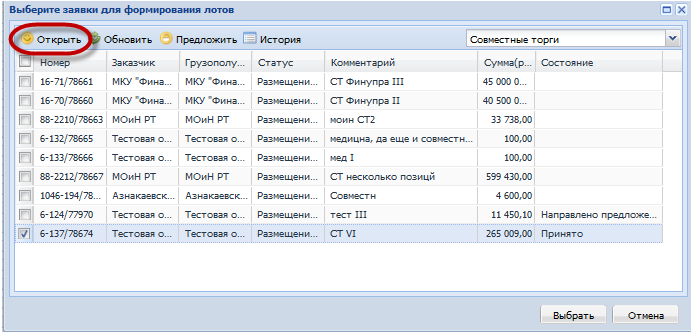 Выберите заявки для формирования лотов
Открыть Обновить Предложить История Совместные торги
Номер Заказчик Грузополу... Статус Комментарий Сумма(р... Состояние
16-71/78661 МКУ "Фина... МКУ "Фина... Размещени... СТ Финупра III 45 000 0...
16-70/78660 МКУ "Фина... МКУ "Фина... Размещени... СТ Финупра II 40 500 0...
88-2210/78663 МОиН РТ МОиН РТ Размещени... моин СТ2 33 738,00
6-132/78665 Тестовая о... Тестовая о... Размещени... медицна, да еще и совместн... 100,00
6-133/78666 Тестовая о... Тестовая о... Размещени... мед I 100,00
88-2212/78667 МОиН РТ МОиН РТ Размещени... СТ несколько позицй 599 430,00
1046-194/78... Азнакаевск... Азнакаевск... Размещени... Совместн 4 600,00
6-124/77970 Тестовая о... Тестовая о... Размещени... тест III 11 450,10 Направлено предложе...
6-137/78674 Тестовая о... Тестовая о... Размещени... СТ VI 265 009,00 Принято
Выбрать Отмена